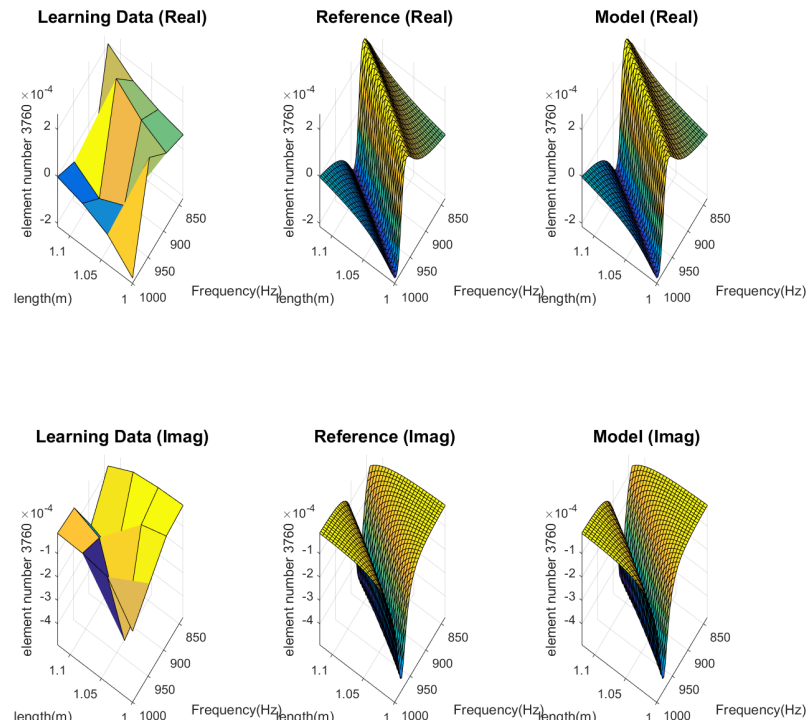 Learning Data (Real)
Reference (Real)
Model (Real)
×10-4
element number 3760
2
0
-2
1.1
1.05
1
length(m)
850
900
950
1000
Frequency(Hz)
×10-4
element number 3760
2
0
-2
1.1
1.05
1
length(m)
850
900
950
1000
Frequency(Hz)
×10-4
element number 3760
2
0
-2
1.1
1.05
1
length(m)
850
900
950
1000
Frequency(Hz)
Learning Data (Imag)
Reference (Imag)
Model (Imag)
×10-4
element number 3760
-1
-2
-3
-4
1.1
1.05
1
length(m)
850
900
950
1000
Frequency(Hz)
×10-4
element number 3760
-1
-2
-3
-4
1.1
1.05
1
length(m)
850
900
950
1000
Frequency(Hz)
×10-4
element number 3760
-1
-2
-3
-4
1.1
1.05
1
length(m)
850
900
950
1000
Frequency(Hz)